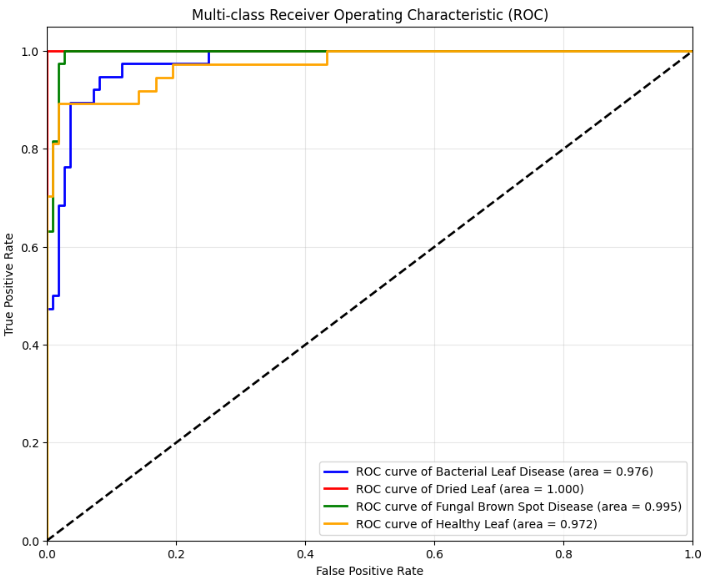 Multi-class Receiver Operating Characteristic (ROC)
True Positive Rate
1.0
0.8
0.6
0.4
0.2
0.0
ROC curve of Bacterial Leaf Disease (area = 0.976)
ROC curve of Dried Leaf (area = 1.000)
ROC curve of Fungal Brown Spot Disease (area = 0.995)
ROC curve of Healthy Leaf (area = 0.972)
0.0 0.2 0.4 0.6 0.8 1.0
False Positive Rate